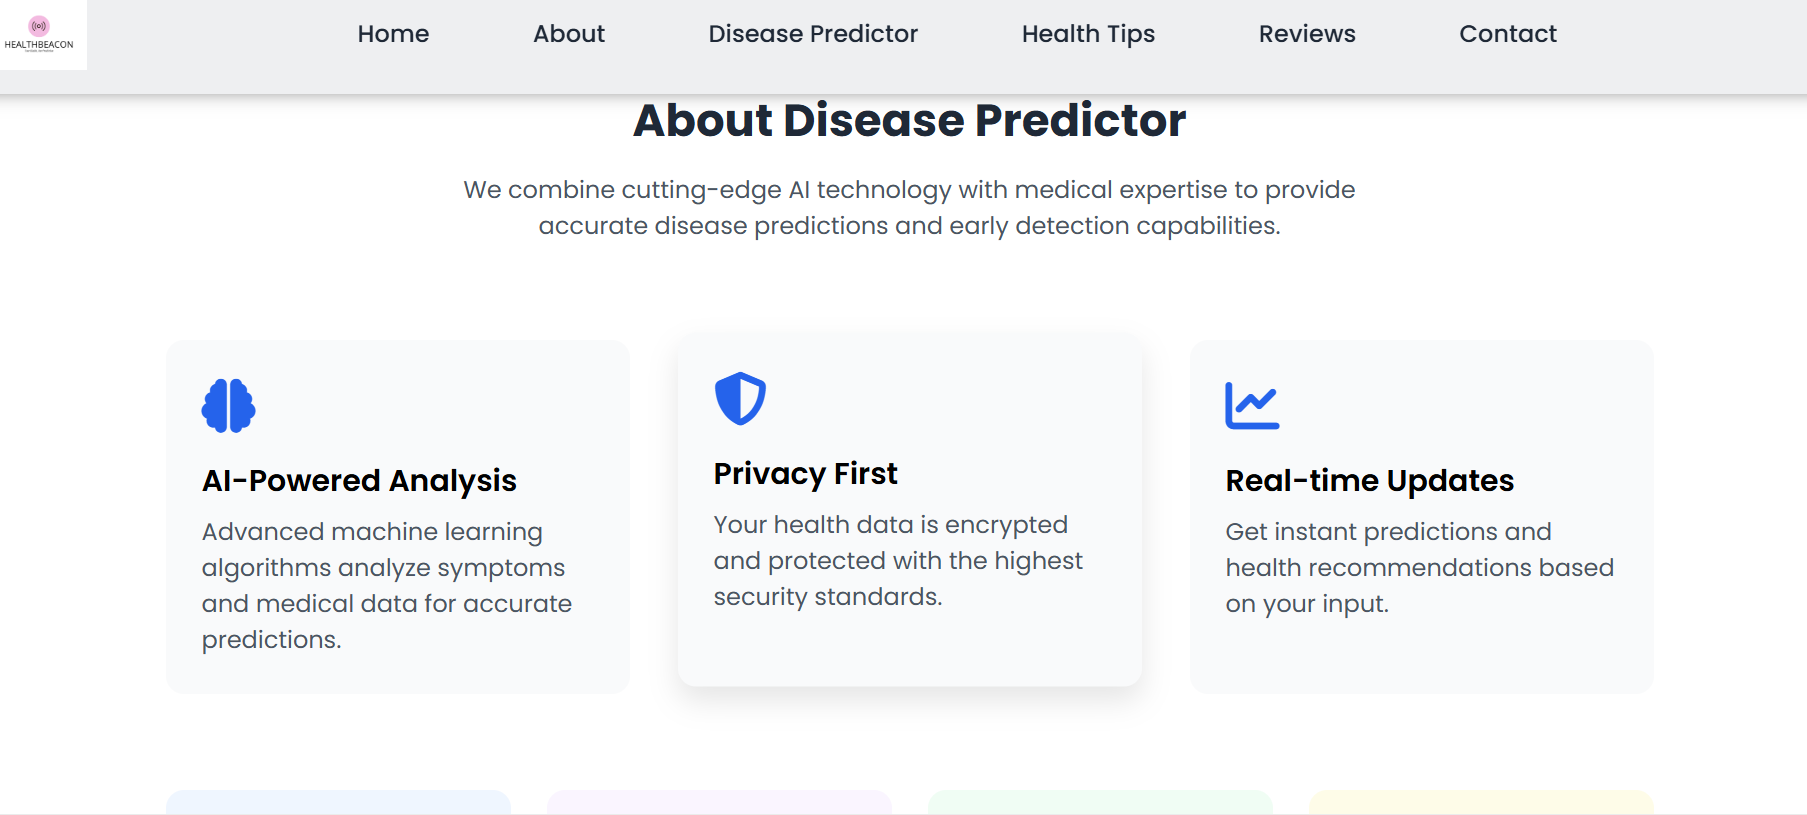 HEALTHBEACON
Home
About
Disease Predictor
Health Tips
Reviews
Contact
About Disease Predictor
We combine cutting-edge AI technology with medical expertise to provide
accurate disease predictions and early detection capabilities.
AI-Powered Analysis
Advanced machine learning
algorithms analyze symptoms
and medical data for accurate
predictions.
Privacy First
Your health data is encrypted
and protected with the highest
security standards.
Real-time Updates
Get instant predictions and
health recommendations based
on your input.